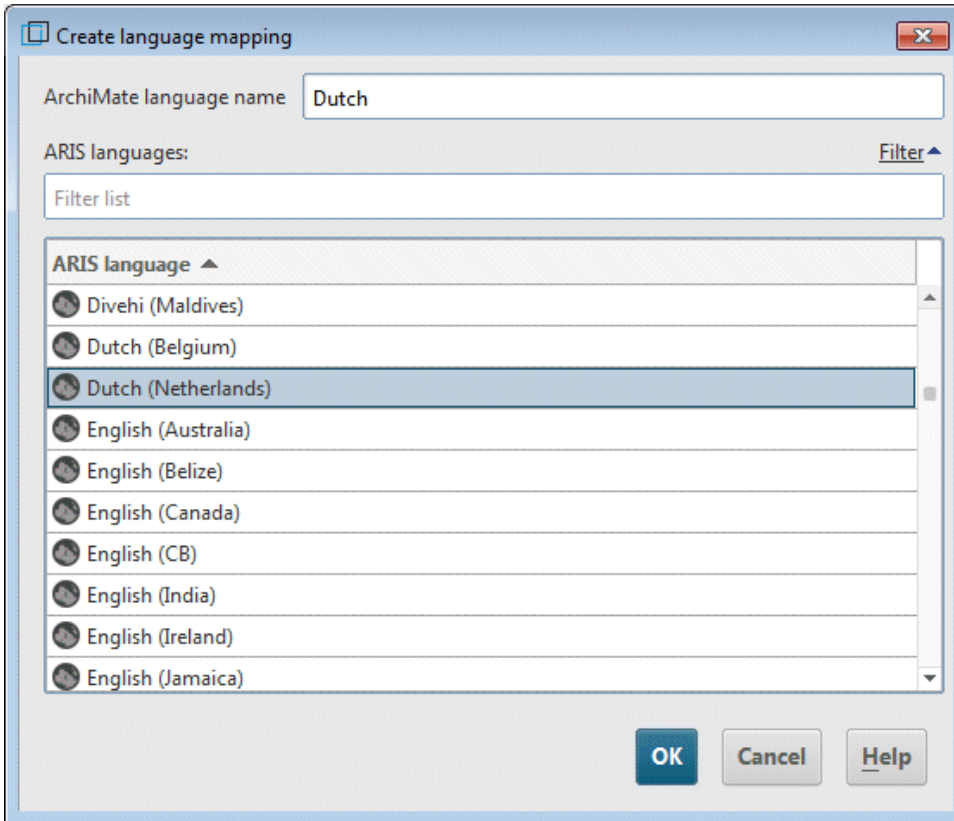 Create language mapping
ArchiMate language name Dutch
ARIS languages: Filter
Filter list
ARIS language
Divehi (Maldives)
Dutch (Belgium)
Dutch (Netherlands)
English (Australia)
English (Belize)
English (Canada)
English (CB)
English (India)
English (Ireland)
English (Jamaica)
OK Cancel Help